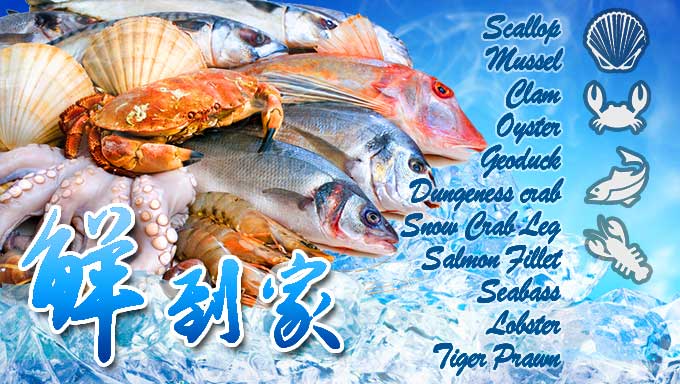 Scallop
Mussel
Clam
Oyster
Geoduck
Dungeness crab
Snow Crab Leg
Salmon Fillet
Seabass
Lobster
Tiger Prawn
鲜到家